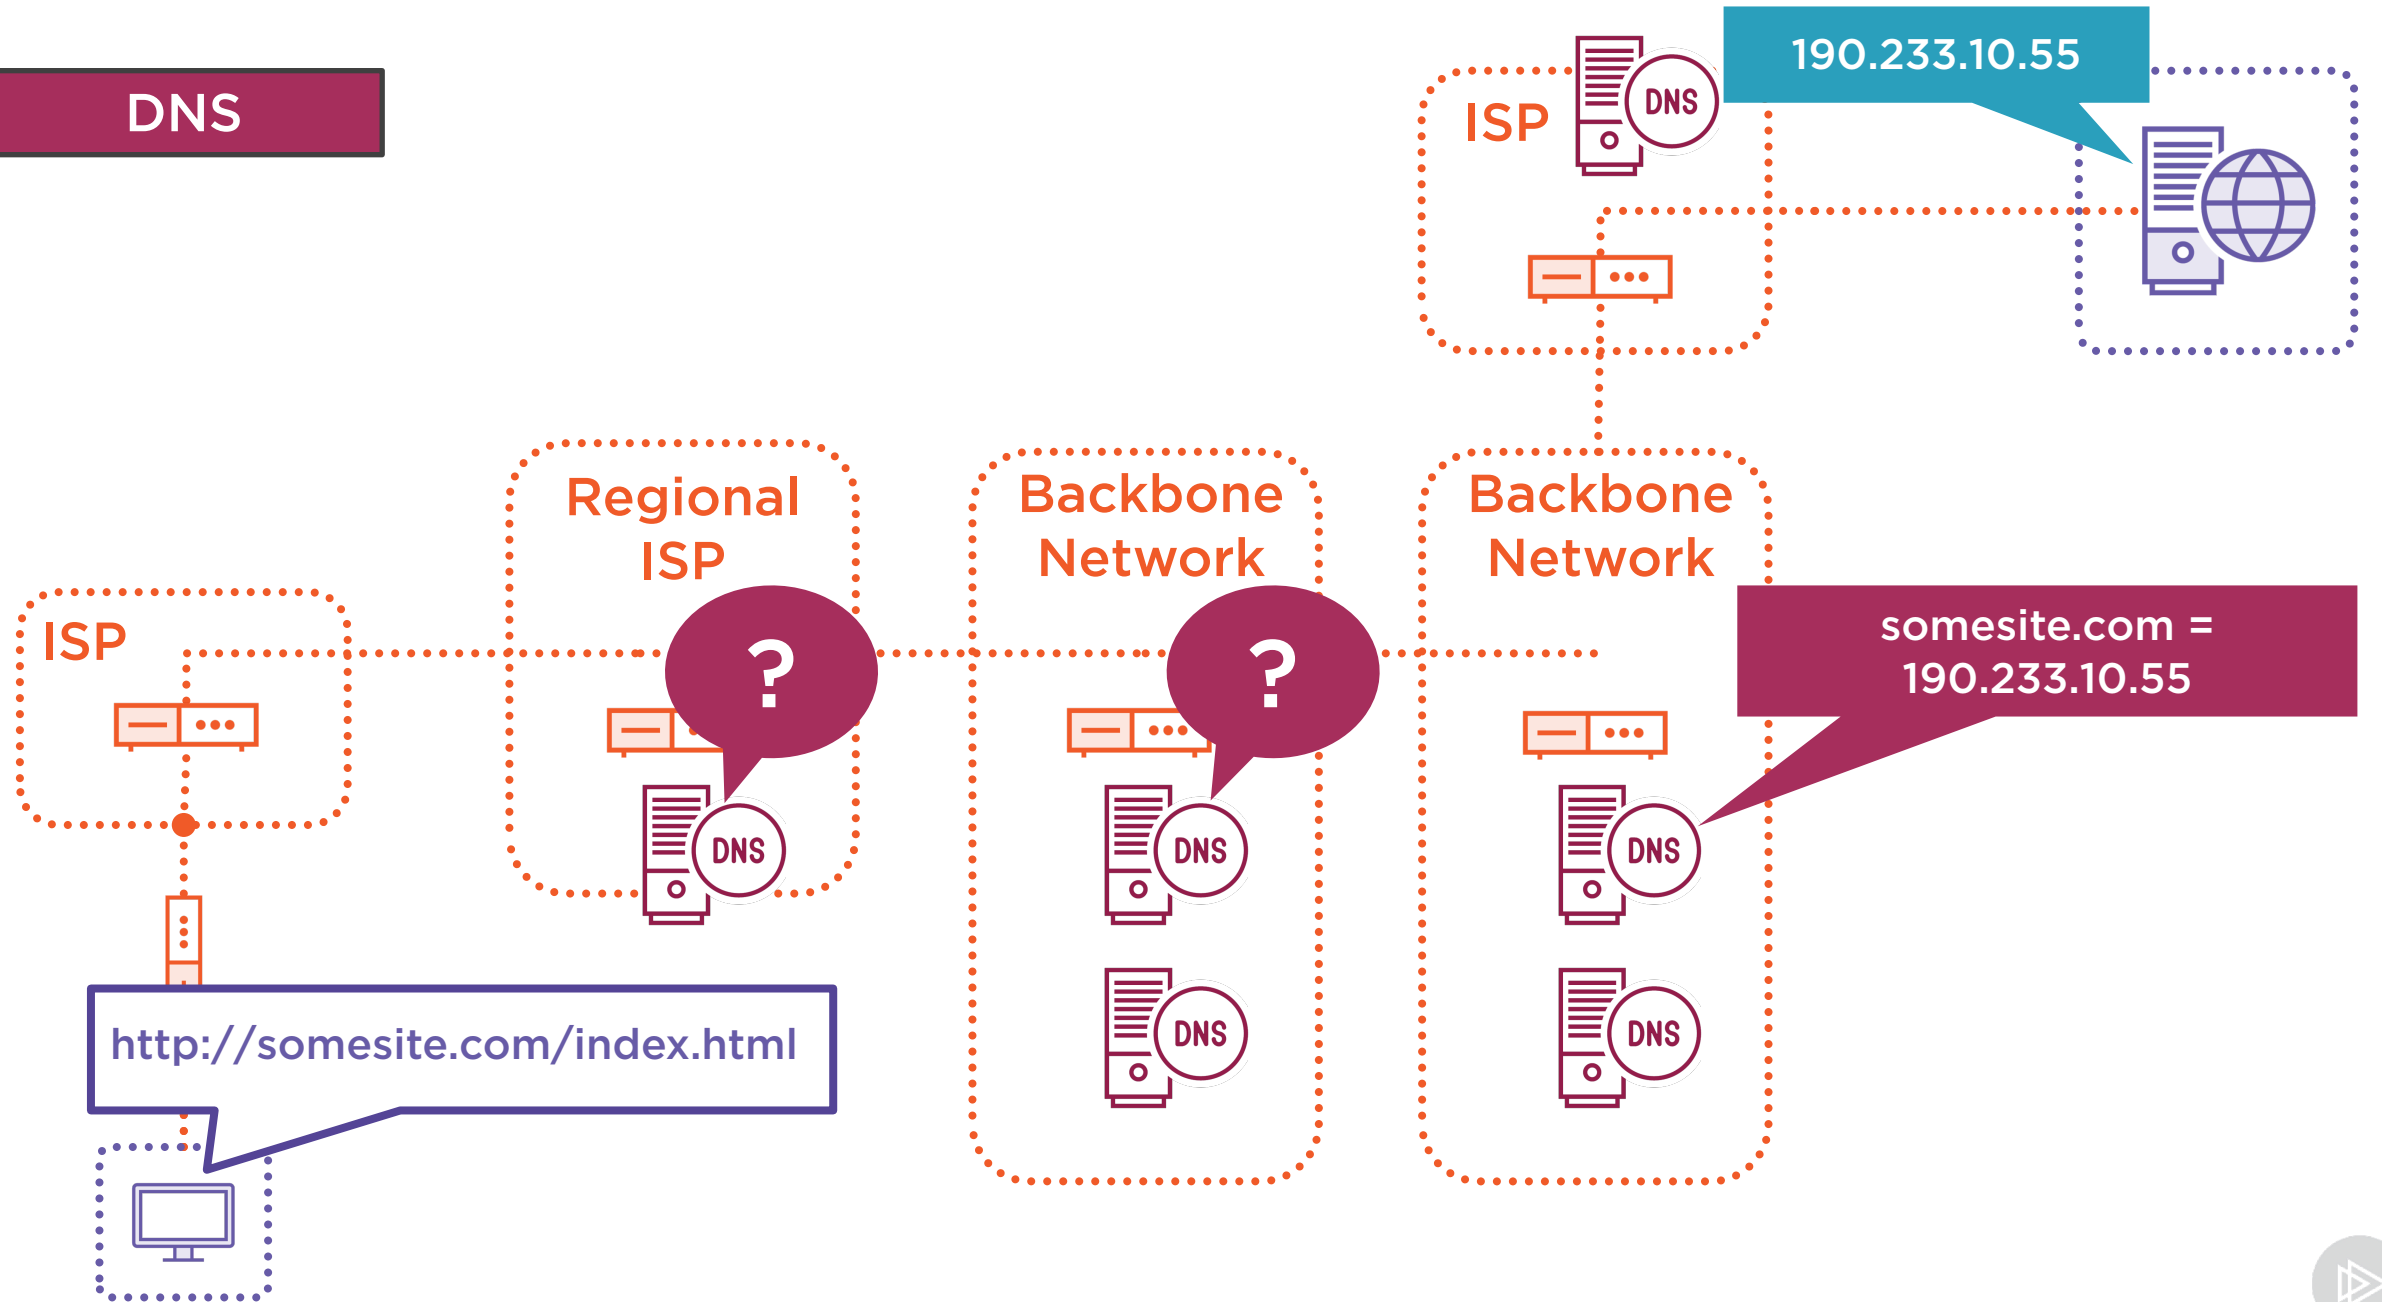 DNS
190.233.10.55
ISP
DNS
Regional
ISP
Backbone
Network
Backbone
Network
ISP
?
?
somesite.com =
190.233.10.55
DNS
DNS
DNS
http://somesite.com/index.html
DNS
DNS